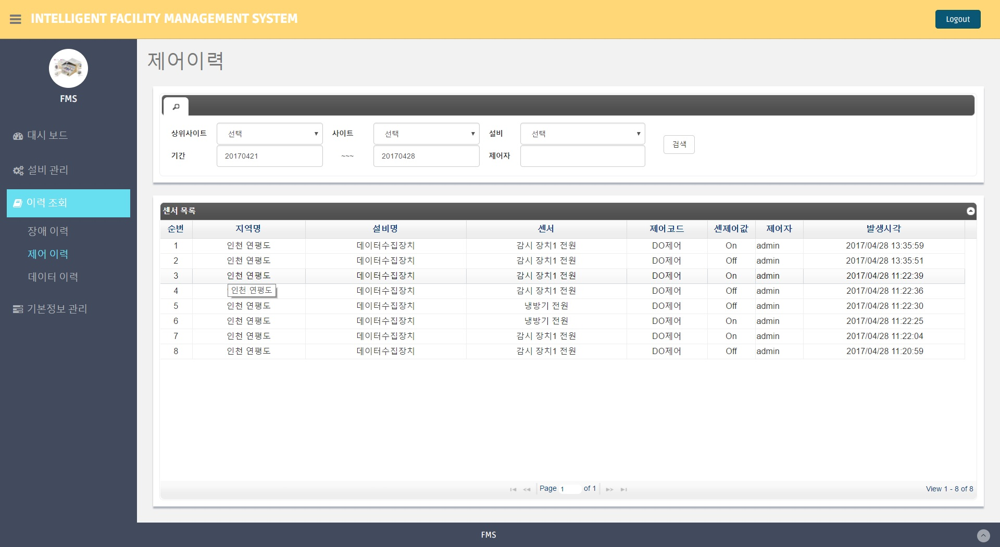 INTELLIGENT FACILITY MANAGEMENT SYSTEM
Logout
FMS
대시 보드
설비 관리
이력 조회
장애 이력
제어 이력
데이터 이력
기본정보 관리
제어이력
상위사이트 선택 사이트 선택 설비 선택
기간 20170421 ~~~ 20170428 제어자
검색
센서 목록
순번 지역명 설비명 센서 제어코드 센제어값 제어자 발생시각
1 인천 연평도 데이터수집장치 감시 장치1 전원 DO제어 On admin 2017/04/28 13:35:59
2 인천 연평도 데이터수집장치 감시 장치1 전원 DO제어 Off admin 2017/04/28 13:35:51
3 인천 연평도 데이터수집장치 감시 장치1 전원 DO제어 On admin 2017/04/28 11:22:39
4 인천 연평도 데이터수집장치 감시 장치1 전원 DO제어 Off admin 2017/04/28 11:22:36
5 인천 연평도 데이터수집장치 냉방기 전원 DO제어 Off admin 2017/04/28 11:22:30
6 인천 연평도 데이터수집장치 냉방기 전원 DO제어 On admin 2017/04/28 11:22:25
7 인천 연평도 데이터수집장치 감시 장치1 전원 DO제어 On admin 2017/04/28 11:22:04
8 인천 연평도 데이터수집장치 감시 장치1 전원 DO제어 Off admin 2017/04/28 11:20:59
Page 1 of 1
View 1 - 8 of 8
FMS